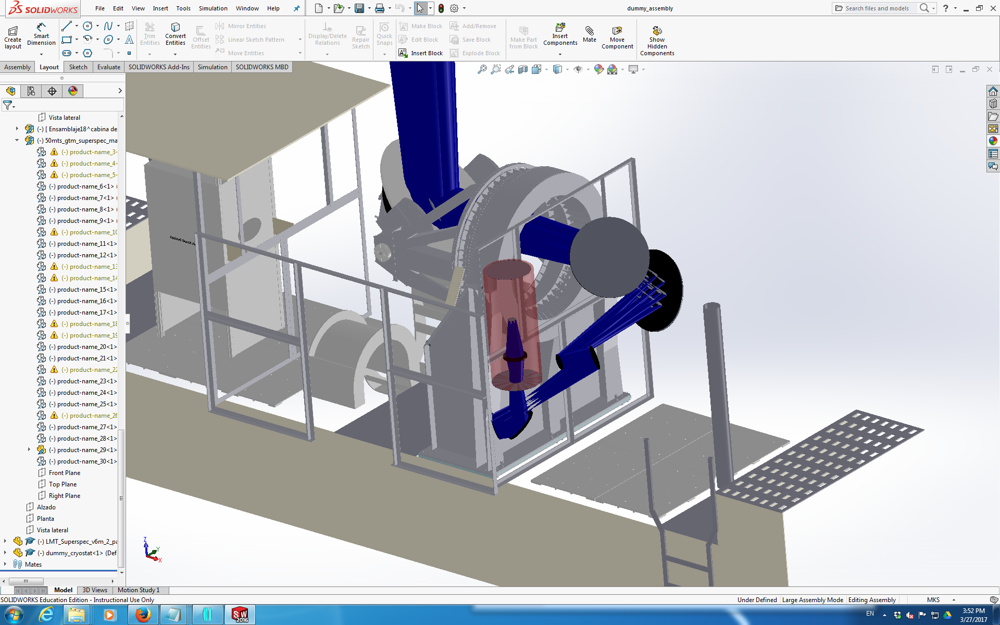 SOLIDWORKS
File Edit View Insert Tools Simulation Window Help
dummy_assembly
Search files and models
Create layout
Smart Dimension
Trim Entities
Convert Entities
Offset Entities
Mirror Entities
Linear Sketch Pattern
Move Entities
Display/Delete Relations
Repair Sketch
Quick Snaps
Make Block
Edit Block
Insert Block
Add/Remove
Save Block
Explode Block
Make Part from Block
Insert Components
Mate
Move Component
Show Hidden Components
Assembly Layout Sketch Evaluate SOLIDWORKS Add-Ins Simulation SOLIDWORKS MBD
Vista lateral
(-) [ Ensamblaje18^cabina de
(-) 50mts_gtm_superspec_ma
(-) product-name_3
(-) product-name_4
(-) product-name_5
(-) product-name_6<1> (
(-) product-name_7<1> (
(-) product-name_8<1> (
(-) product-name_9<1> (
(-) product-name_10
(-) product-name_11<1>
(-) product-name_12<1>
(-) product-name_13
(-) product-name_14
(-) product-name_15<1>
(-) product-name_16<1>
(-) product-name_17<1>
(-) product-name_18
(-) product-name_19
(-) product-name_20<1>
(-) product-name_21<1>
(-) product-name_22
(-) product-name_23<1>
(-) product-name_24<1>
(-) product-name_25<1>
(-) product-name_26
(-) product-name_27<1>
(-) product-name_28<1>
(-) product-name_29<1>
(-) product-name_30<1>
Front Plane
Top Plane
Right Plane
Alzado
Planta
Vista lateral
(-) LMT_Superspec_v6m_2_pa
(-) dummy_cryostat<1> (Def
Mates
Redshift Search
Z
Y
X
Model 3D Views Motion Study 1
SOLIDWORKS Education Edition - Instructional Use Only
Under Defined Large Assembly Mode Editing Assembly MKS
SW 2016
EN
3:52 PM
3/27/2017